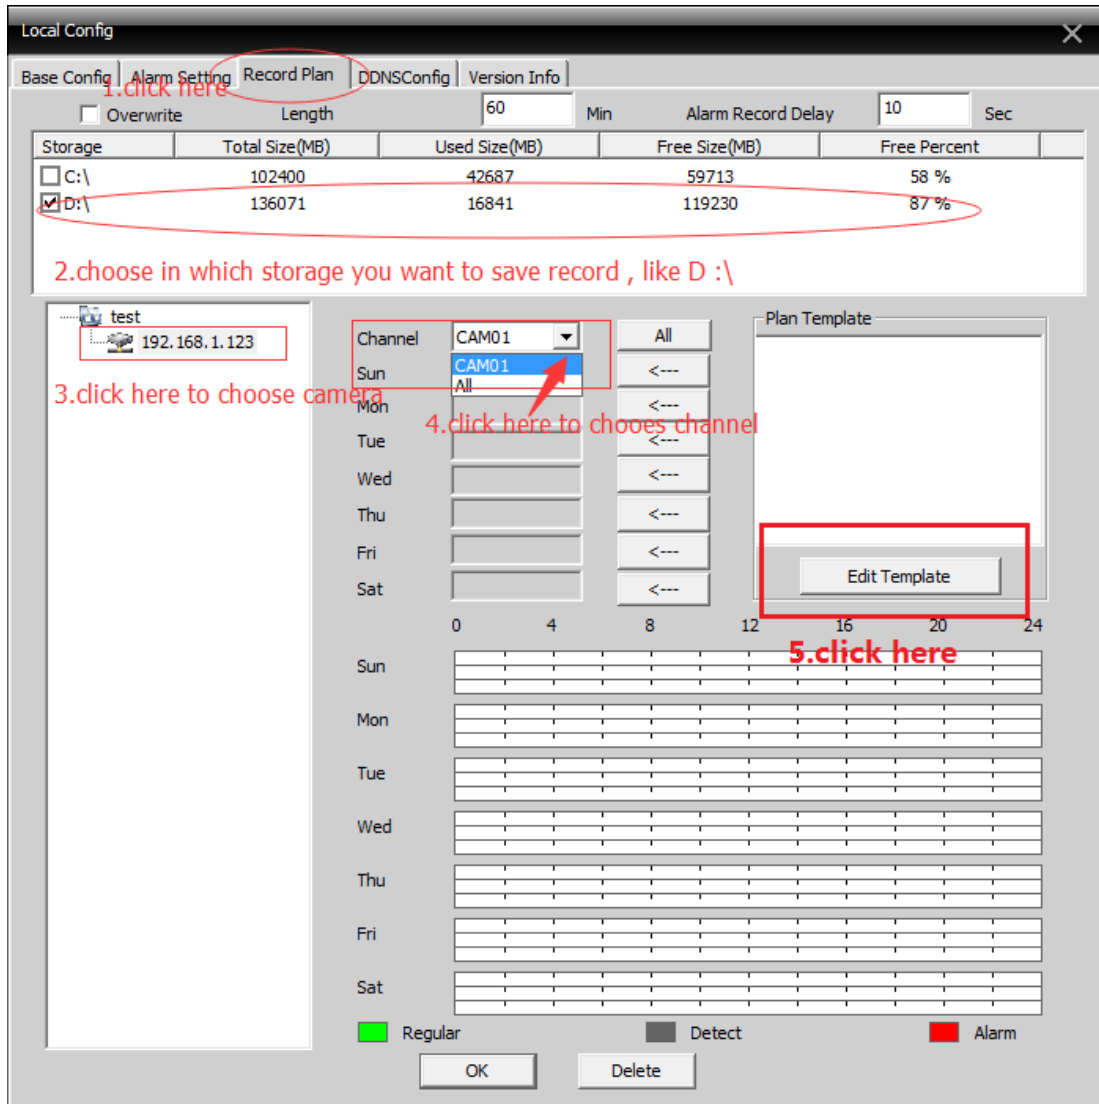 Local Config
Base Config Alarm Setting Record Plan DDNSConfig Version Info
1.click here
Overwrite Length 60 Min Alarm Record Delay 10 Sec
Storage Total Size(MB) Used Size(MB) Free Size(MB) Free Percent
C:\ 102400 42687 59713 58 %
D:\ 136071 16841 119230 87 %
2.choose in which storage you want to save record , like D :\
test
192.168.1.123
3.click here to choose camera
Channel CAM01 All Plan Template
CAM01
All
Sun <---
Mon <---
4.click here to chooes channel
Tue <---
Wed <---
Thu <---
Fri <---
Sat <---
Edit Template
0 4 8 12 16 20 24
5.click here
Sun
Mon
Tue
Wed
Thu
Fri
Sat
Regular Detect Alarm
OK Delete